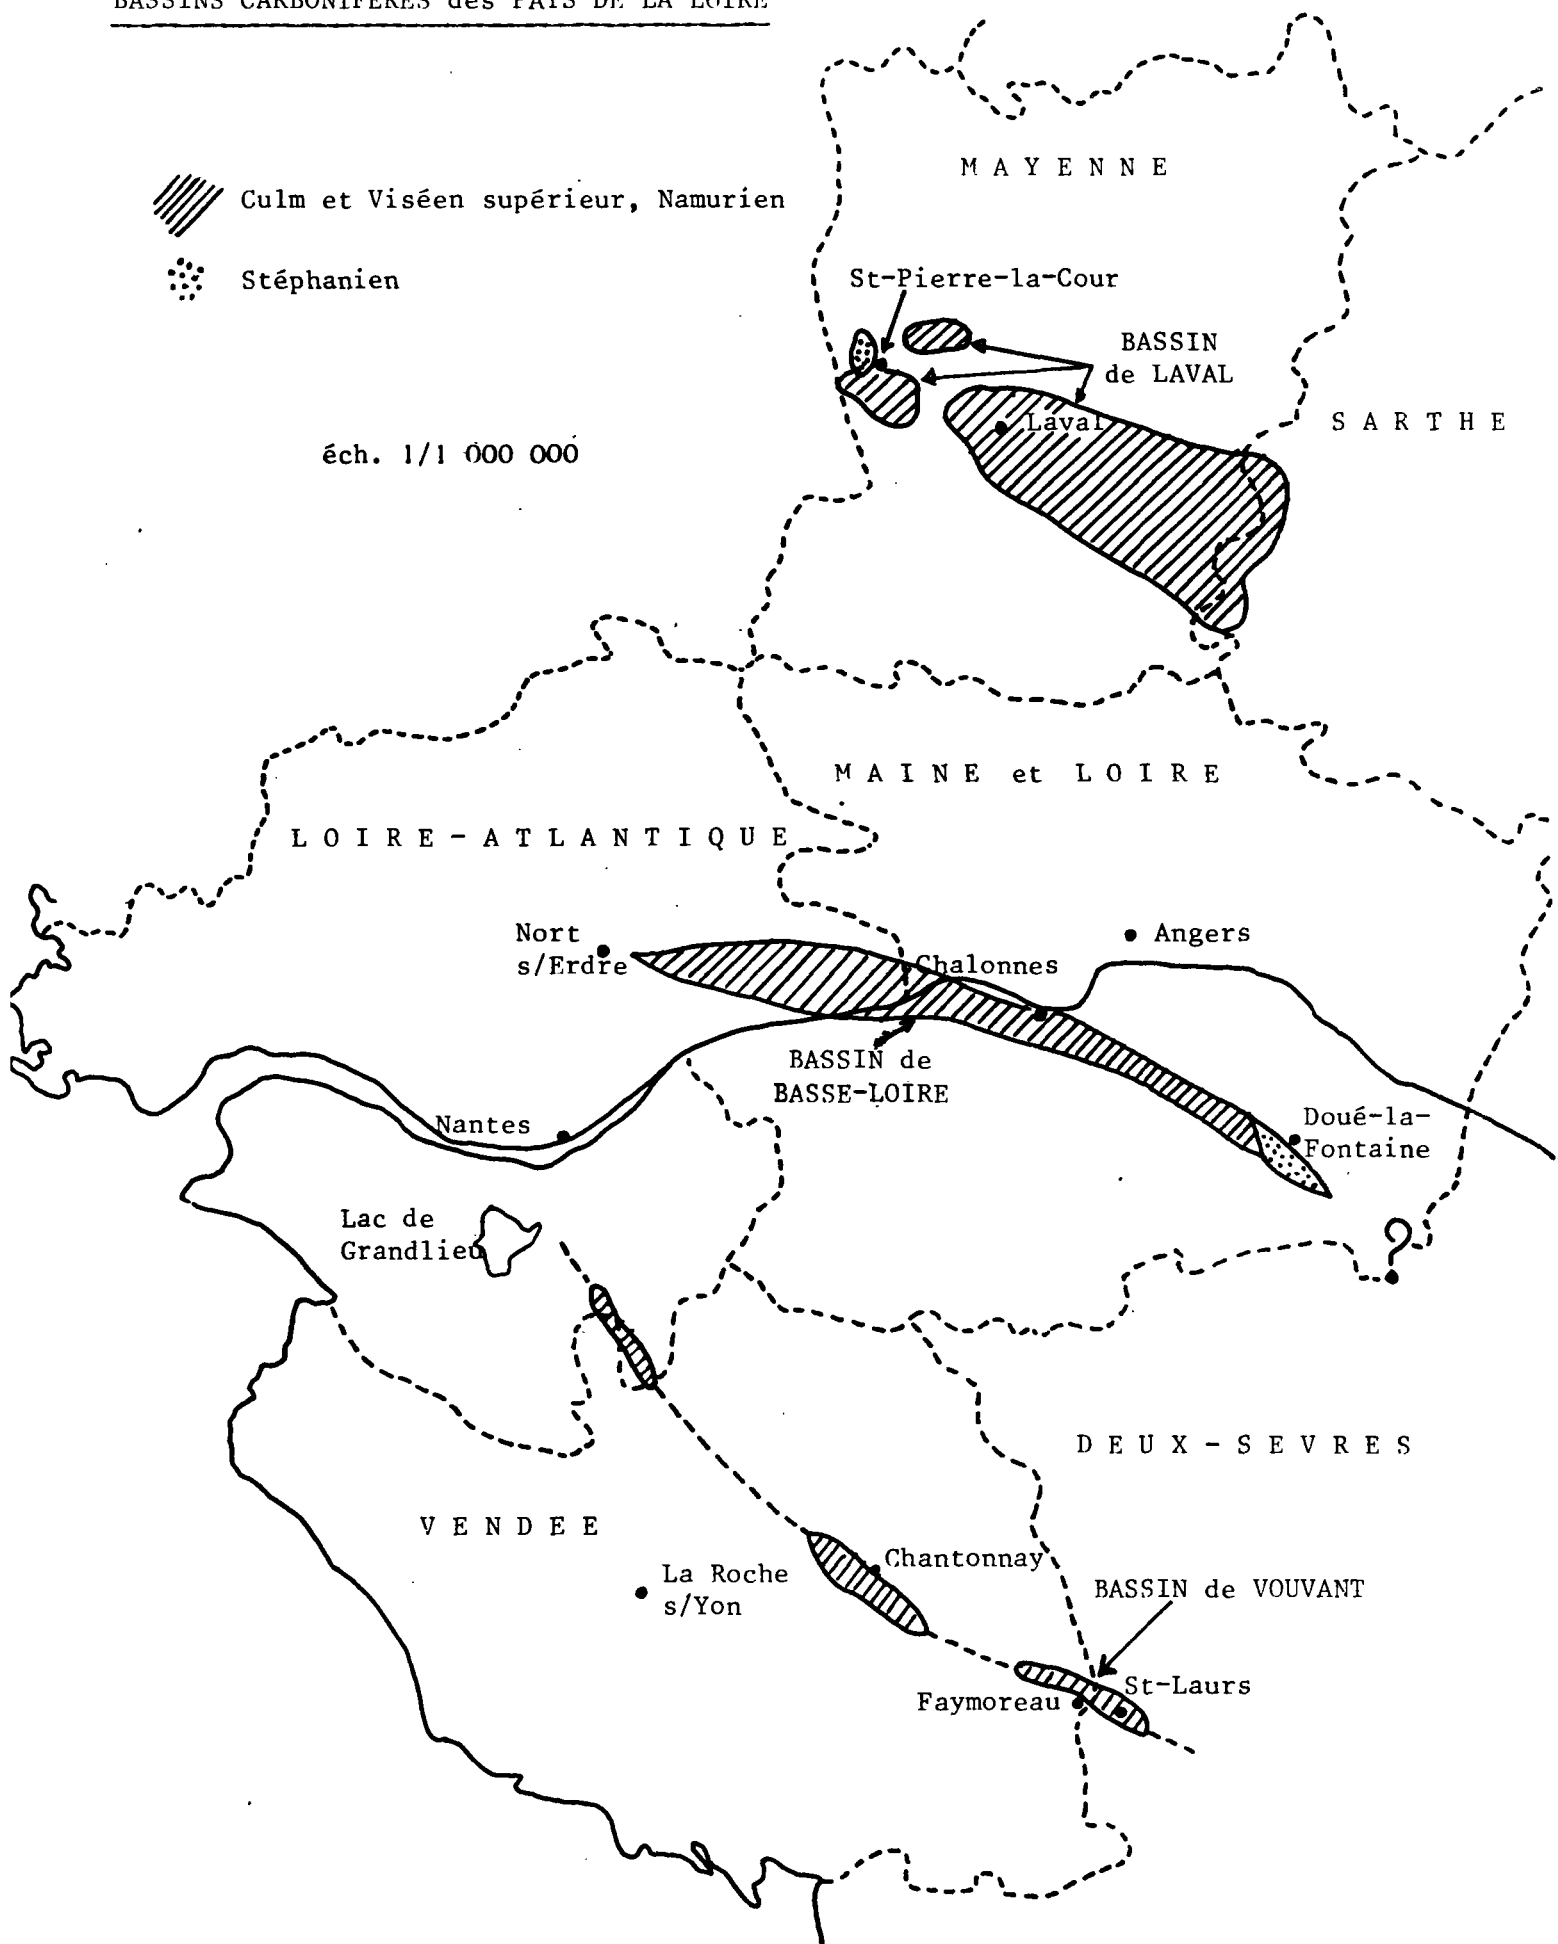 BASSINS CARBONIFERES des PAYS DE LA LOIRE
MAYENNE
Culm et Viséen supérieur, Namurien
Stéphanien
St-Pierre-la-Cour
BASSIN
de LAVAL
Laval
SARTHE
éch. 1/1 000 000
MAINE et LOIRE
LOIRE-ATLANTIQUE
Nort
s/Erdre
Chalonnes
Angers
BASSIN de
BASSE-LOIRE
Nantes
Doué-la-
Fontaine
Lac de
Grandlieu
?
DEUX-SEVRES
VENDEE
Chantonnay
La Roche
s/Yon
BASSIN de VOUVANT
St-Laurs
Faymoreau